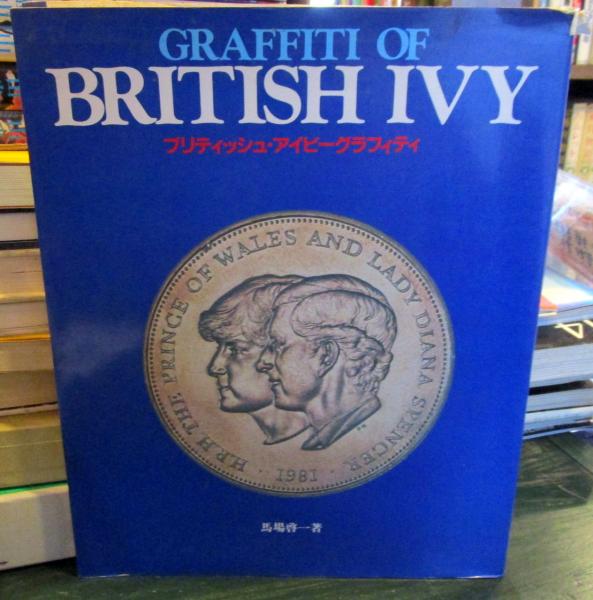 GRAFFITI OF
BRITISH IVY
ブリティッシュ・アイビーグラフィティ
H.R.H. THE PRINCE OF WALES AND LADY DIANA SPENCER
· 1981 ·
馬場啓一著